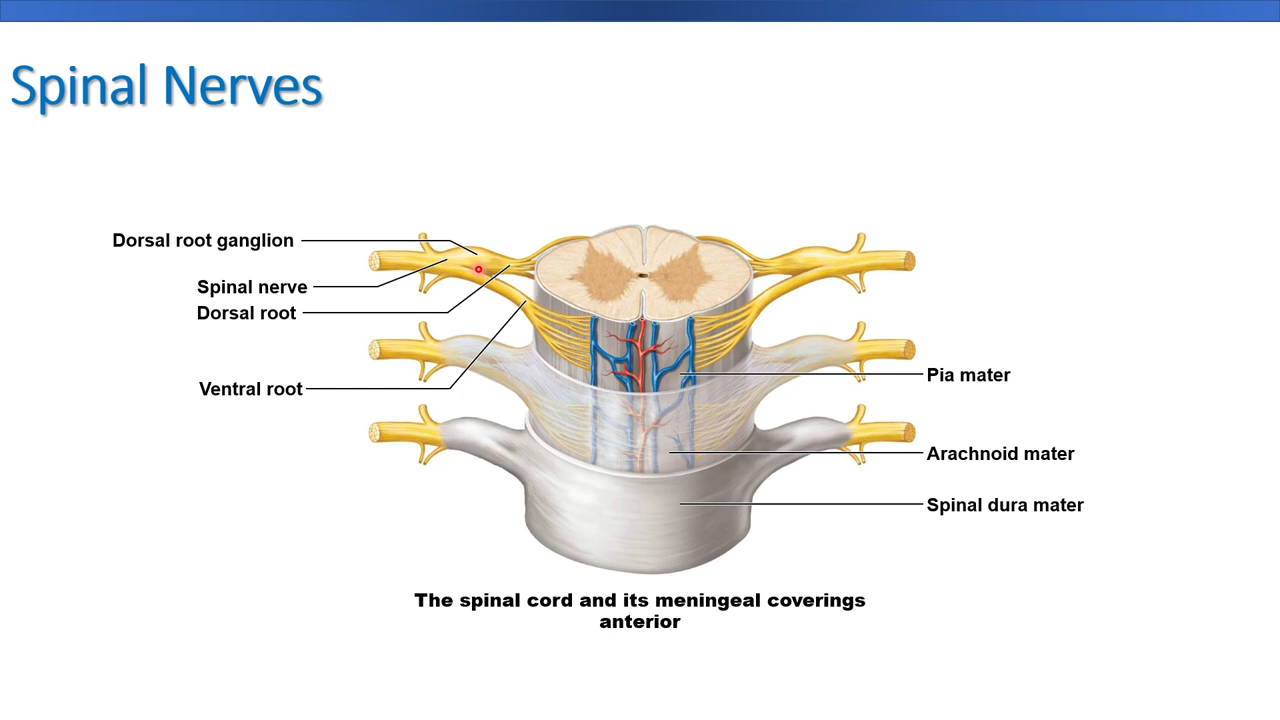 Spinal Nerves
Dorsal root ganglion
Spinal nerve
Dorsal root
Ventral root
Pia mater
Arachnoid mater
Spinal dura mater
The spinal cord and its meningeal coverings
anterior